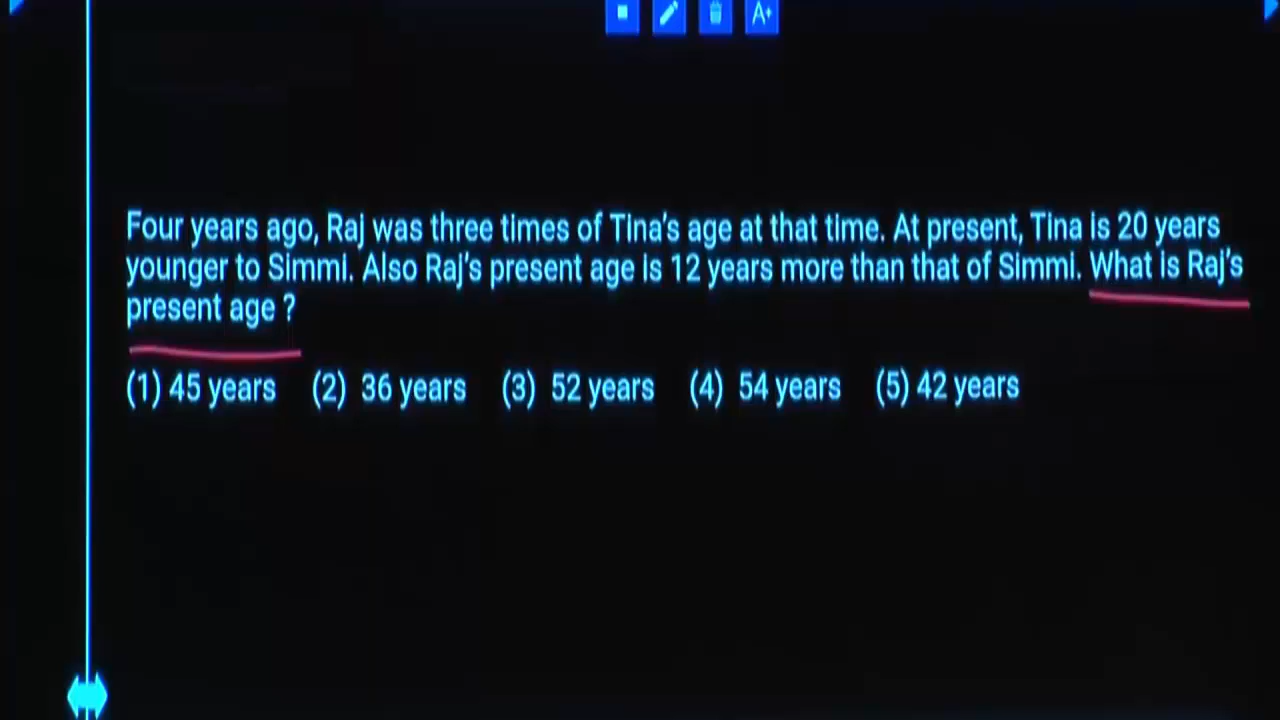 A+
Four years ago, Raj was three times of Tina's age at that time. At present, Tina is 20 years
younger to Simmi. Also Raj's present age is 12 years more than that of Simmi. What is Raj's
present age ?
(1) 45 years (2) 36 years (3) 52 years (4) 54 years (5) 42 years